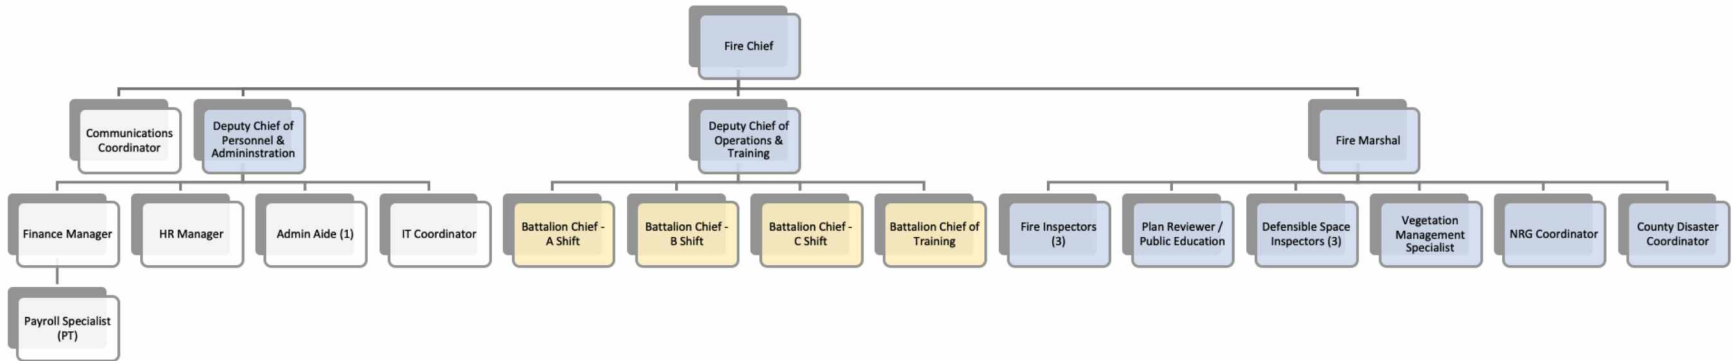 Fire Chief
Communications
Coordinator
Deputy Chief of
Personnel &
Admininstration
Deputy Chief of
Operations &
Training
Fire Marshal
Finance Manager
HR Manager
Admin Aide (1)
IT Coordinator
Battalion Chief -
A Shift
Battalion Chief -
B Shift
Battalion Chief -
C Shift
Battalion Chief of
Training
Fire Inspectors
(3)
Plan Reviewer /
Public Education
Defensible Space
Inspectors (3)
Vegetation
Management
Specialist
NRG Coordinator
County Disaster
Coordinator
Payroll Specialist
(PT)